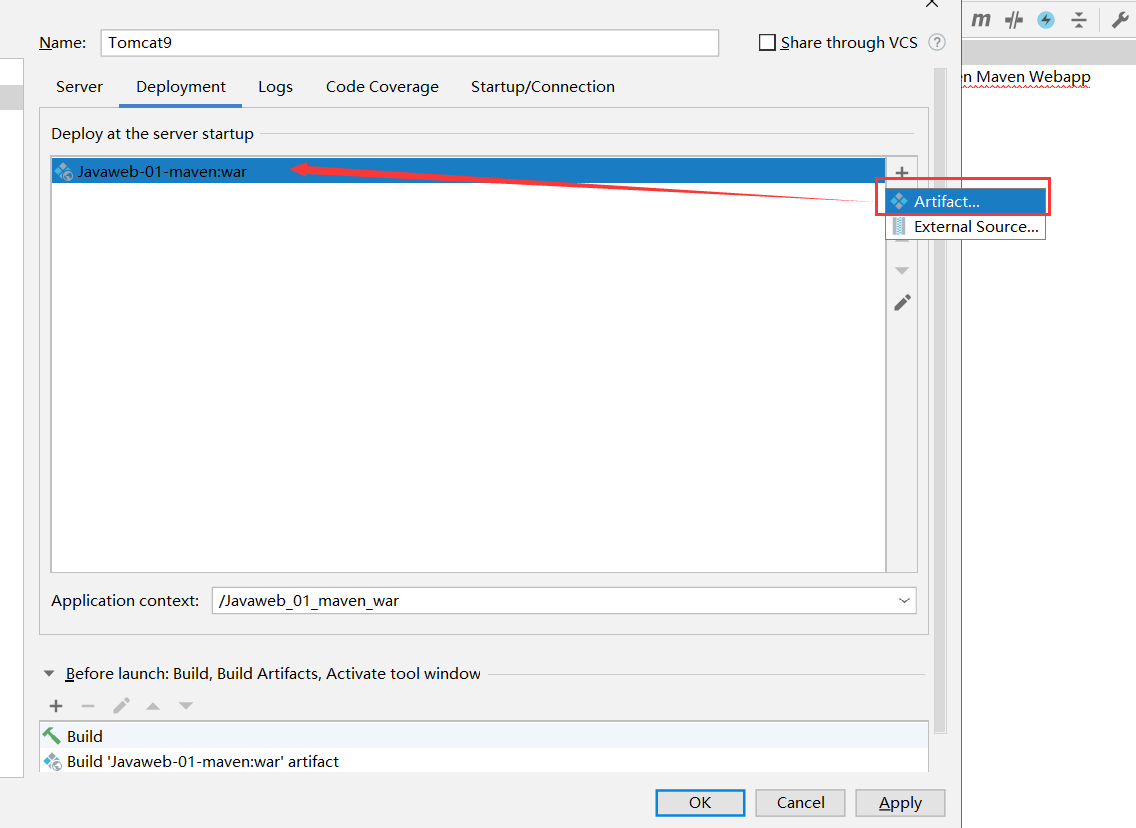 Name: Tomcat9 Share through VCS ?
m
en Maven Webapp
Server Deployment Logs Code Coverage Startup/Connection
Deploy at the server startup
Javaweb-01-maven:war
Artifact...
External Source...
Application context: /Javaweb_01_maven_war
Before launch: Build, Build Artifacts, Activate tool window
Build
Build 'Javaweb-01-maven:war' artifact
OK Cancel Apply